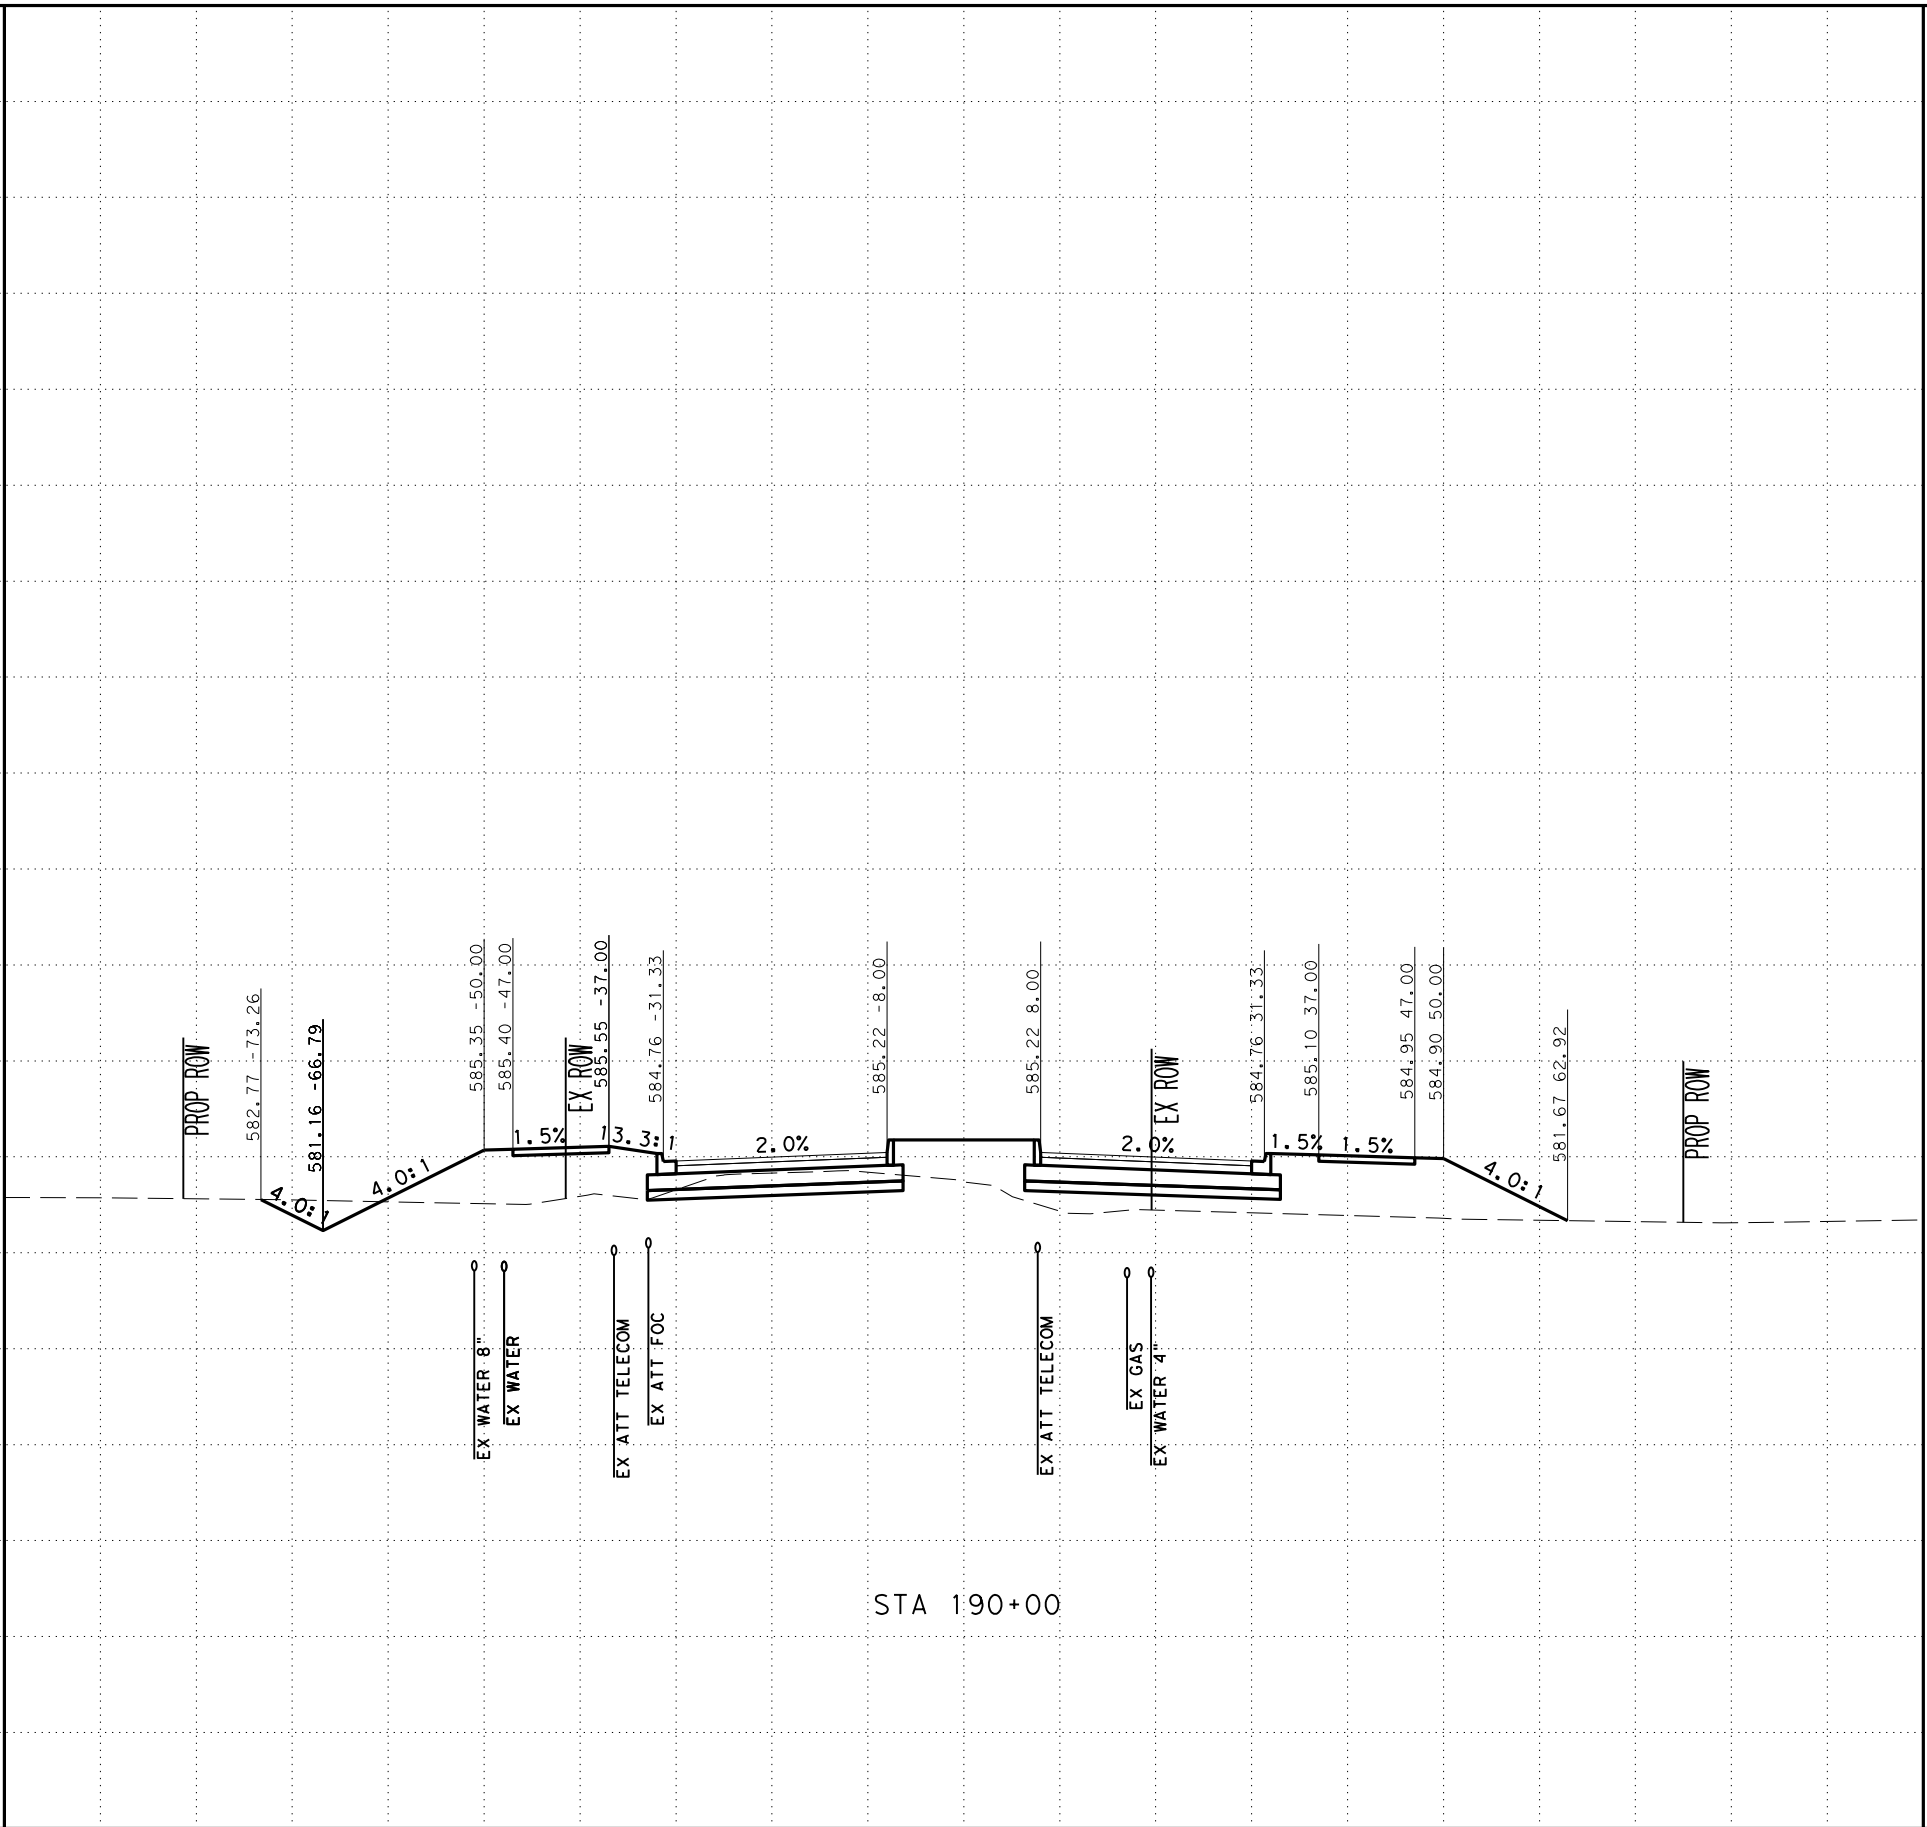 PROP ROW
582.77 -73.26
581.16 -66.79
585.35 -50.00
585.40 -47.00
EX ROW
585.55 -37.00
584.76 -31.33
585.22 -8.00
585.22 8.00
EX ROW
584.76 31.33
585.10 37.00
584.95 47.00
584.90 50.00
581.67 62.92
PROP ROW
4.0:1
4.0:1
1.5%
13.3:1
2.0%
2.0%
1.5%
1.5%
4.0:1
EX WATER 8"
EX WATER
EX ATT TELECOM
EX ATT FOC
EX ATT TELECOM
EX GAS
EX WATER 4"
STA 190+00